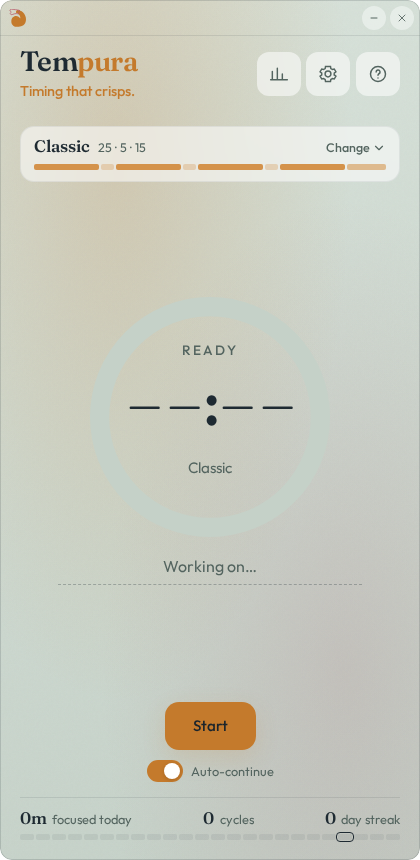 Tempura
Timing that crisps.
Classic 25 · 5 · 15 Change
READY
— — : — —
Classic
Working on...
Start
Auto-continue
0m focused today 0 cycles 0 day streak